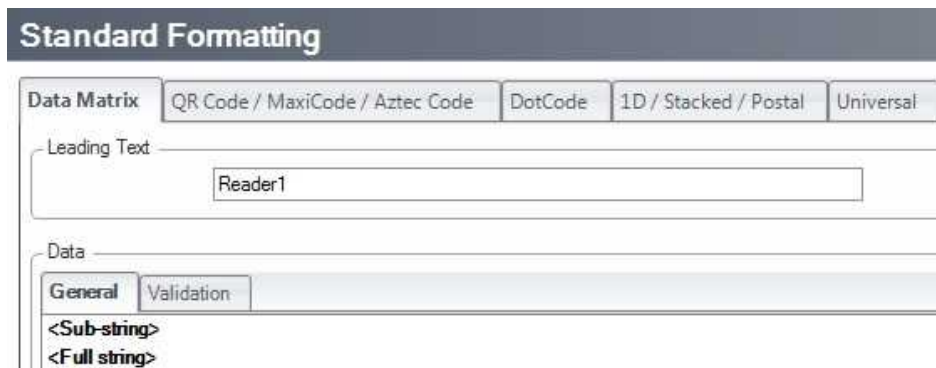 Standard Formatting
Data Matrix QR Code / MaxiCode / Aztec Code DotCode 1D / Stacked / Postal Universal
Leading Text
Reader1
Data
General Validation
<Sub-string>
<Full string>